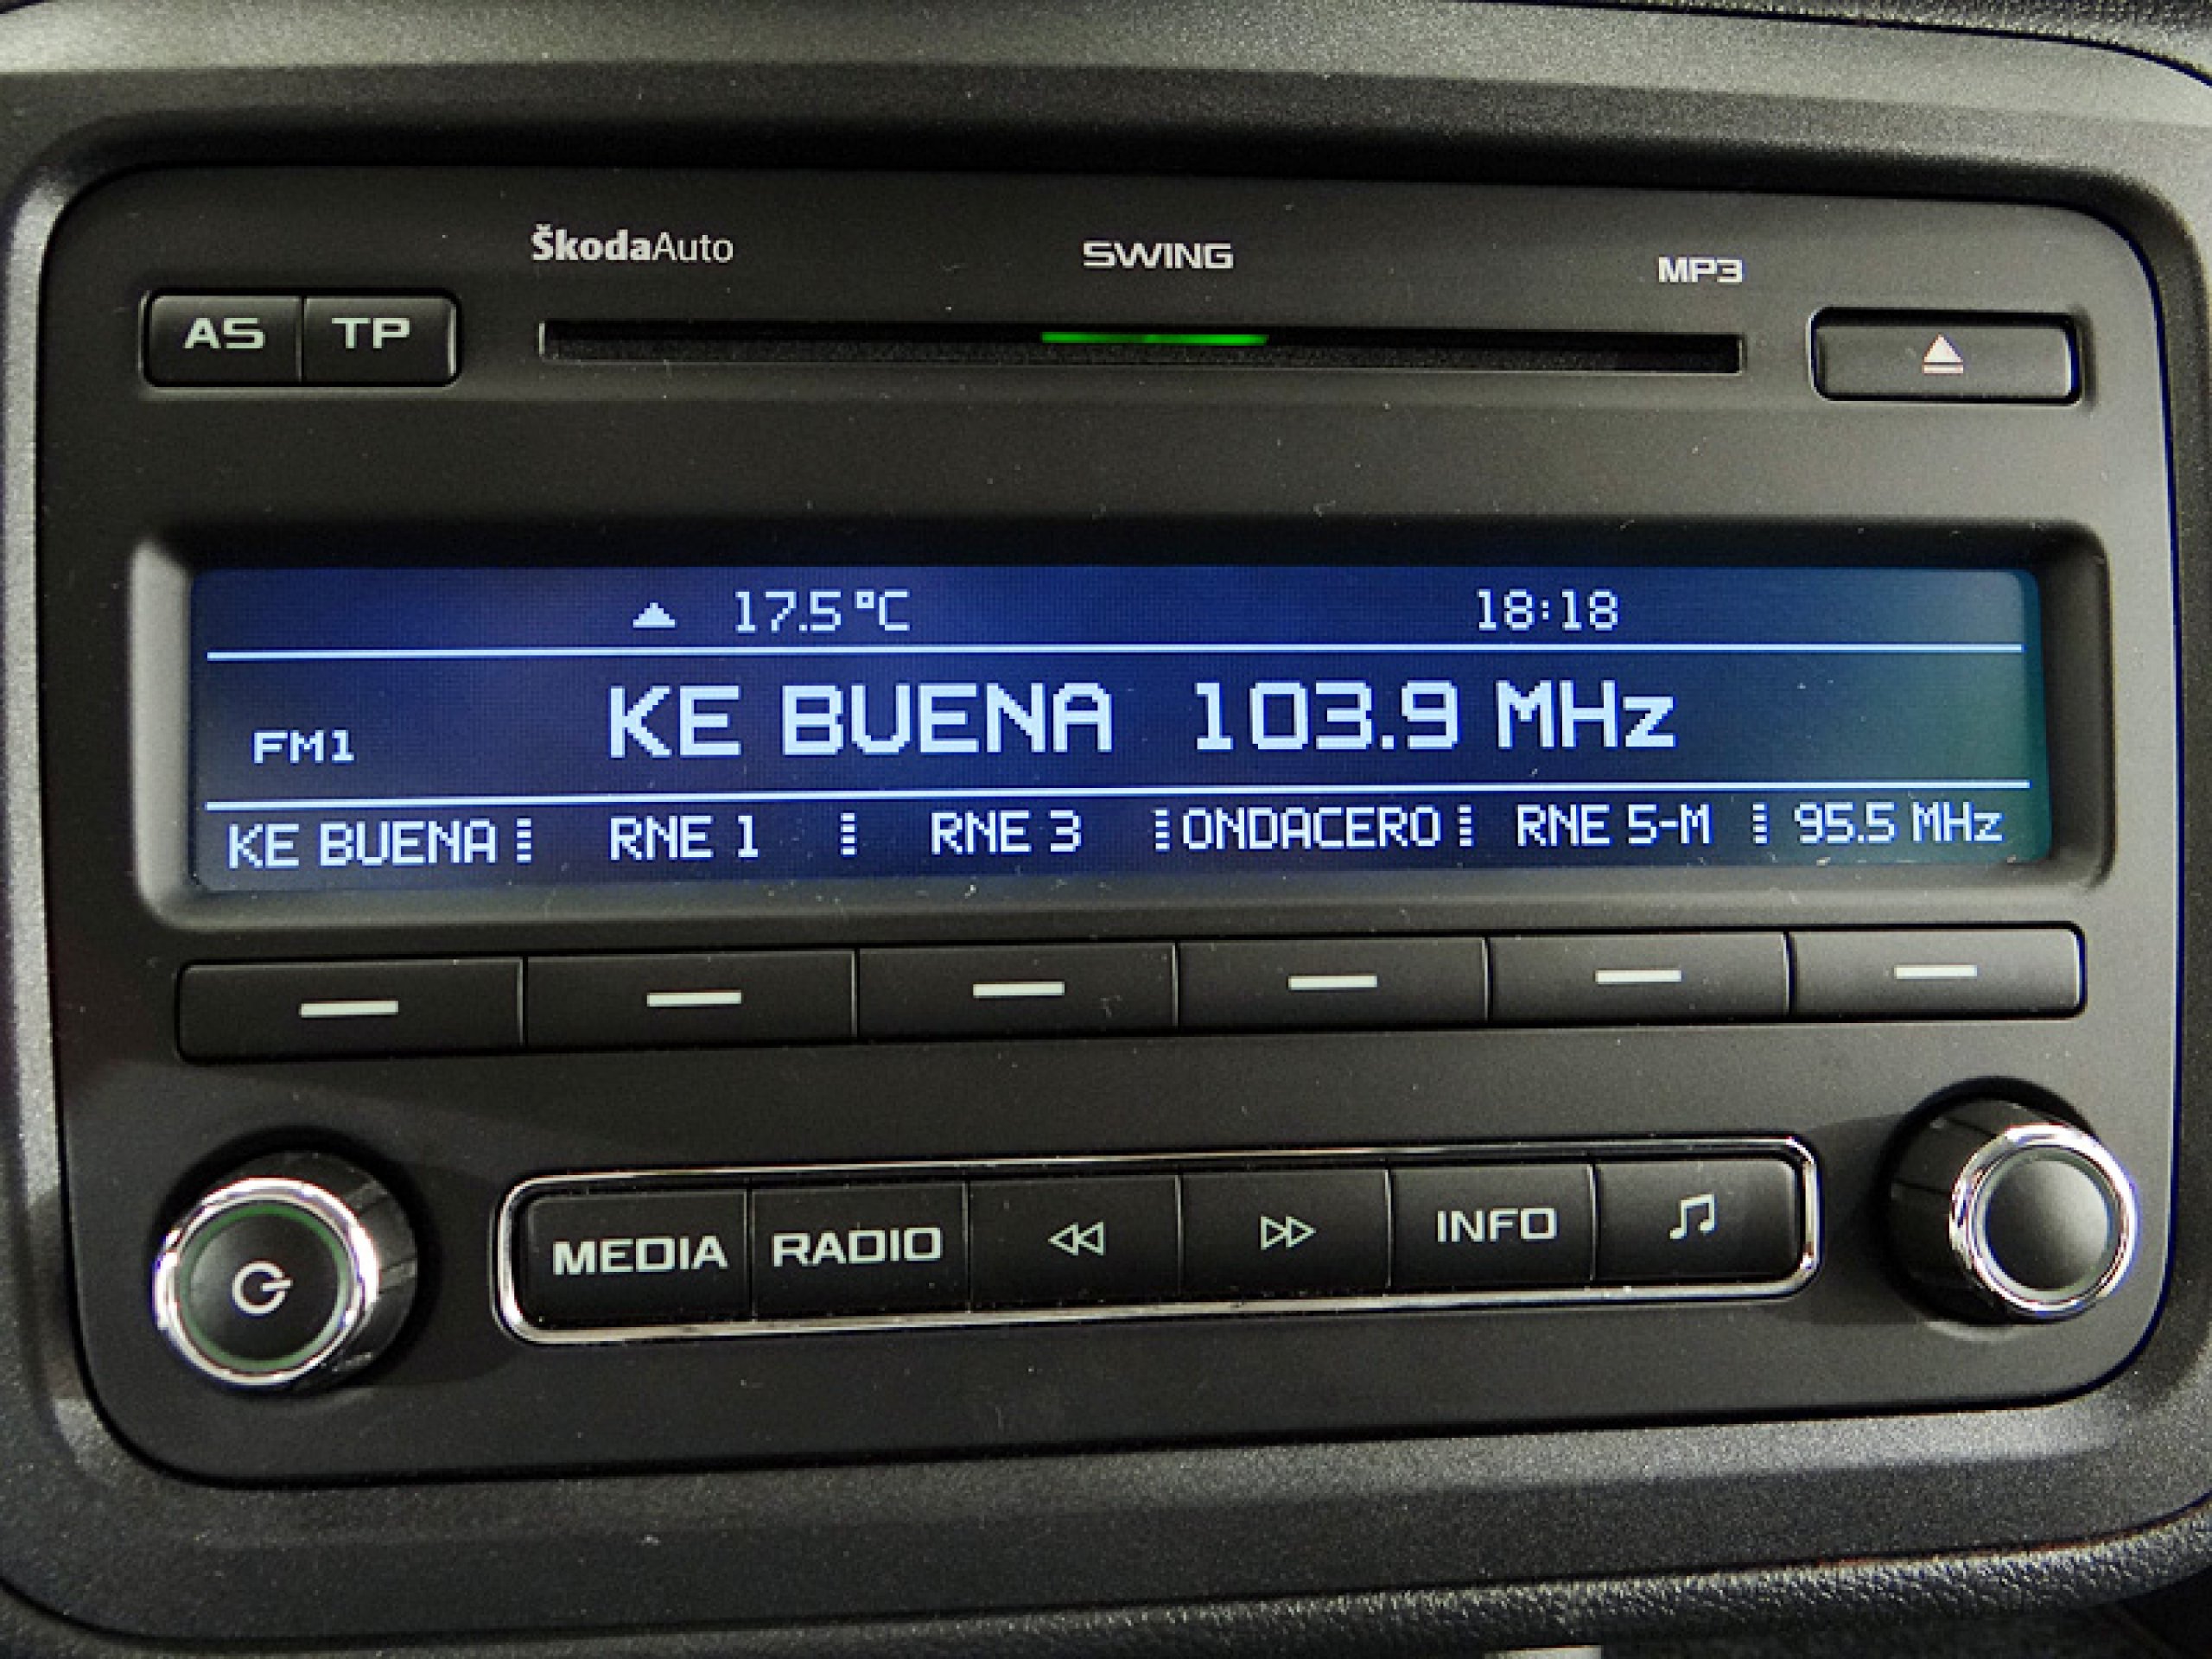 ŠkodaAuto SWING MP3
AS TP
17.5°C 18:18
FM1 KE BUENA 103.9 MHz
KE BUENA RNE 1 RNE 3 ONDACERO RNE 5-M 95.5 MHz
MEDIA RADIO INFO